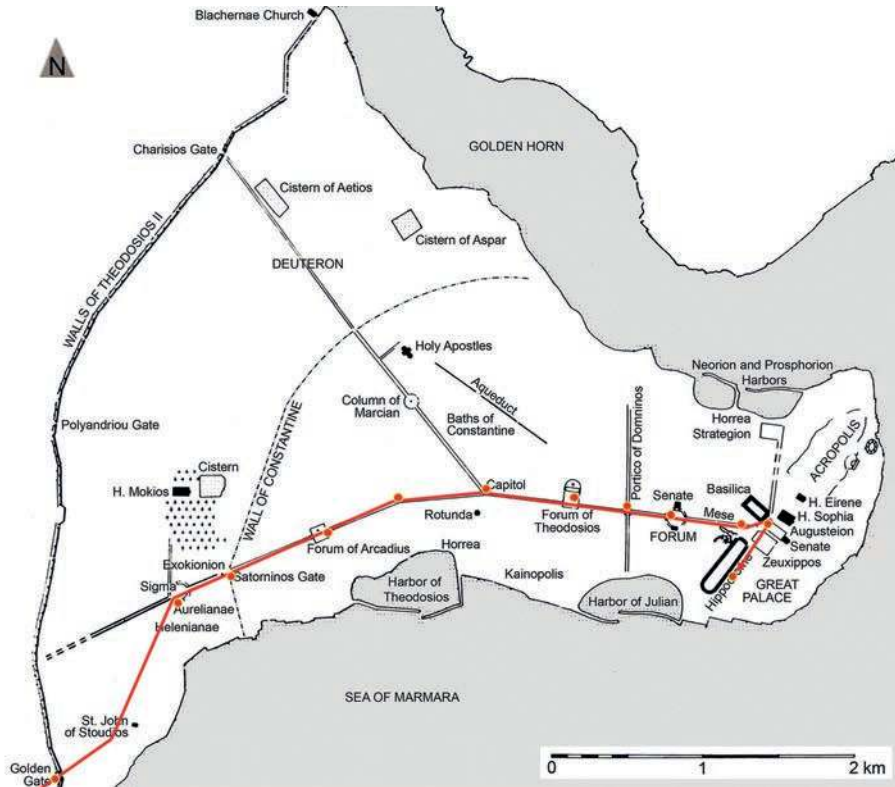 Blachernae Church
N
GOLDEN HORN
Charisios Gate
Cistern of Aetios
Cistern of Aspar
DEUTERON
WALLS OF THEODOSIOS II
Holy Apostles
Neorion and Prosphorion
Harbors
Aqueduct
Column of
Marcian
Baths of
Constantine
Horrea
Strategion
ACROPOLIS
Polyandriou Gate
WALL OF CONSTANTINE
Portico of Domninos
Cistern
H. Mokios
Capitol
Senate
Basilica
H. Eirene
Rotunda
Forum of
Theodosios
Mese
H. Sophia
FORUM
Augusteion
Forum of Arcadius
Senate
Horrea
Zeuxippos
Exokionion
Satorninos Gate
Kainopolis
Hippodrome
GREAT
PALACE
Sigma
Harbor of
Theodosios
Harbor of Julian
Aurelianae
Helenianae
SEA OF MARMARA
St. John
of Stoudios
Golden
Gate
0 1 2 km